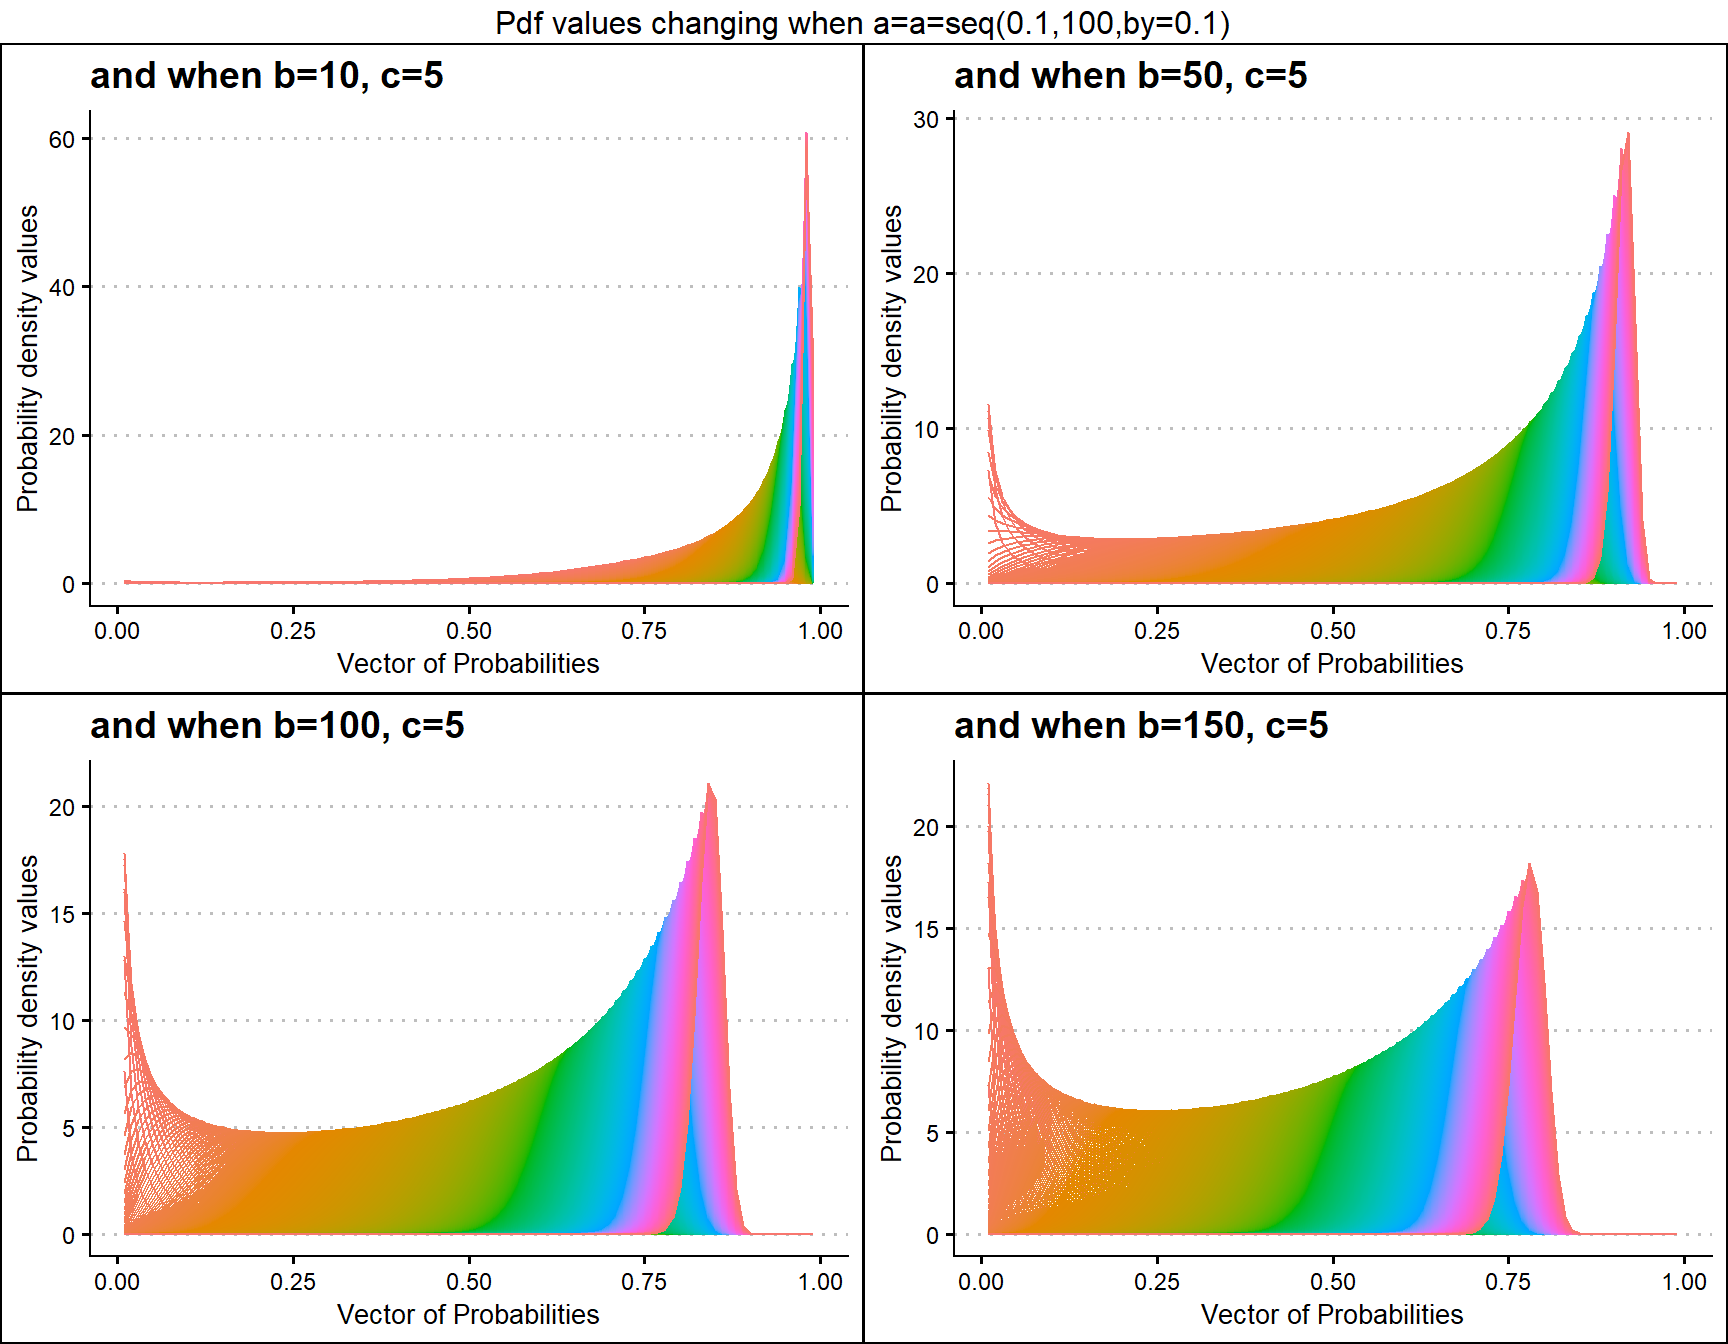 Pdf values changing when a=a=seq(0.1,100,by=0.1)
and when b=10, c=5
Probability density values
60
40
20
0
0.00 0.25 0.50 0.75 1.00
Vector of Probabilities
and when b=50, c=5
Probability density values
30
20
10
0
0.00 0.25 0.50 0.75 1.00
Vector of Probabilities
and when b=100, c=5
Probability density values
20
15
10
5
0
0.00 0.25 0.50 0.75 1.00
Vector of Probabilities
and when b=150, c=5
Probability density values
20
15
10
5
0
0.00 0.25 0.50 0.75 1.00
Vector of Probabilities